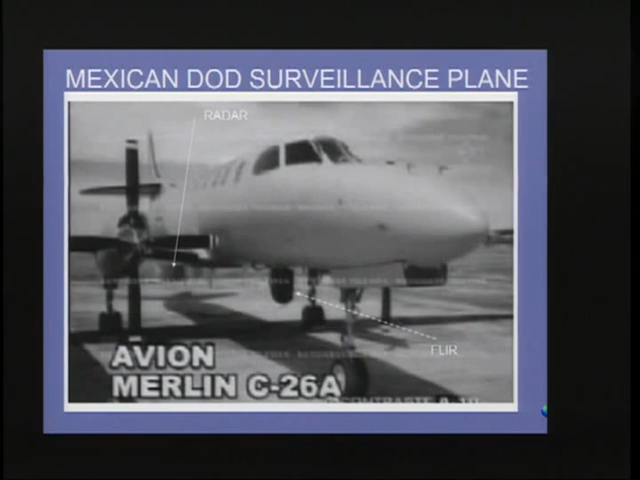 MEXICAN DOD SURVEILLANCE PLANE
RADAR
FLIR
AVION
MERLIN C-26A